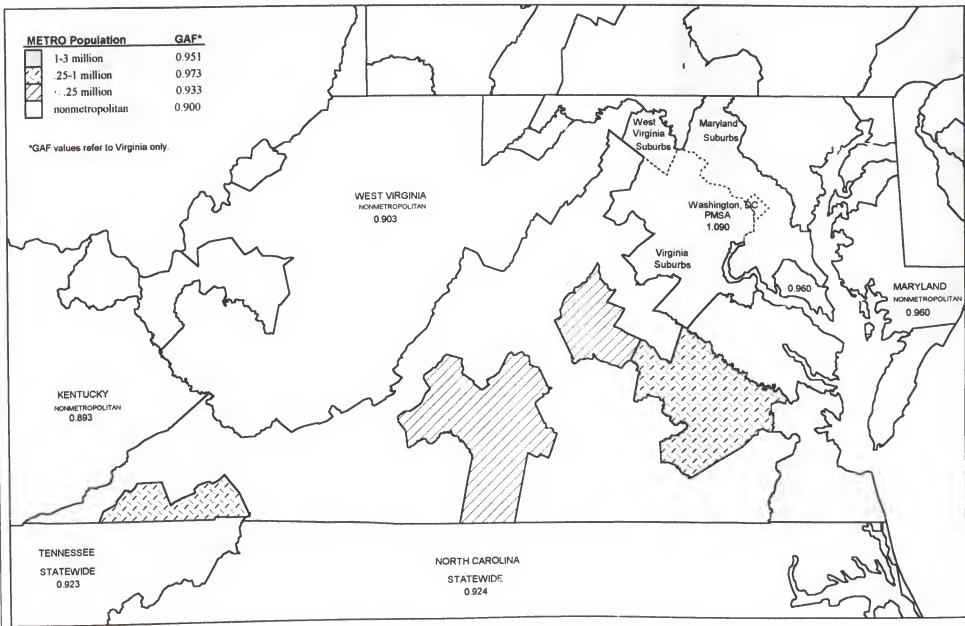 METRO Population GAF*
1-3 million 0.951
.25-1 million 0.973
.25 million 0.933
nonmetropolitan 0.900
*GAF values refer to Virginia only.
West
Virginia
Suburbs
Maryland
Suburbs
WEST VIRGINIA
NONMETROPOLITAN
0.903
Washington, DC
PMSA
1.090
Virginia
Suburbs
0.960
MARYLAND
NONMETROPOLITAN
0.960
KENTUCKY
NONMETROPOLITAN
0.893
TENNESSEE
STATEWIDE
0.923
NORTH CAROLINA
STATEWIDE
0.924